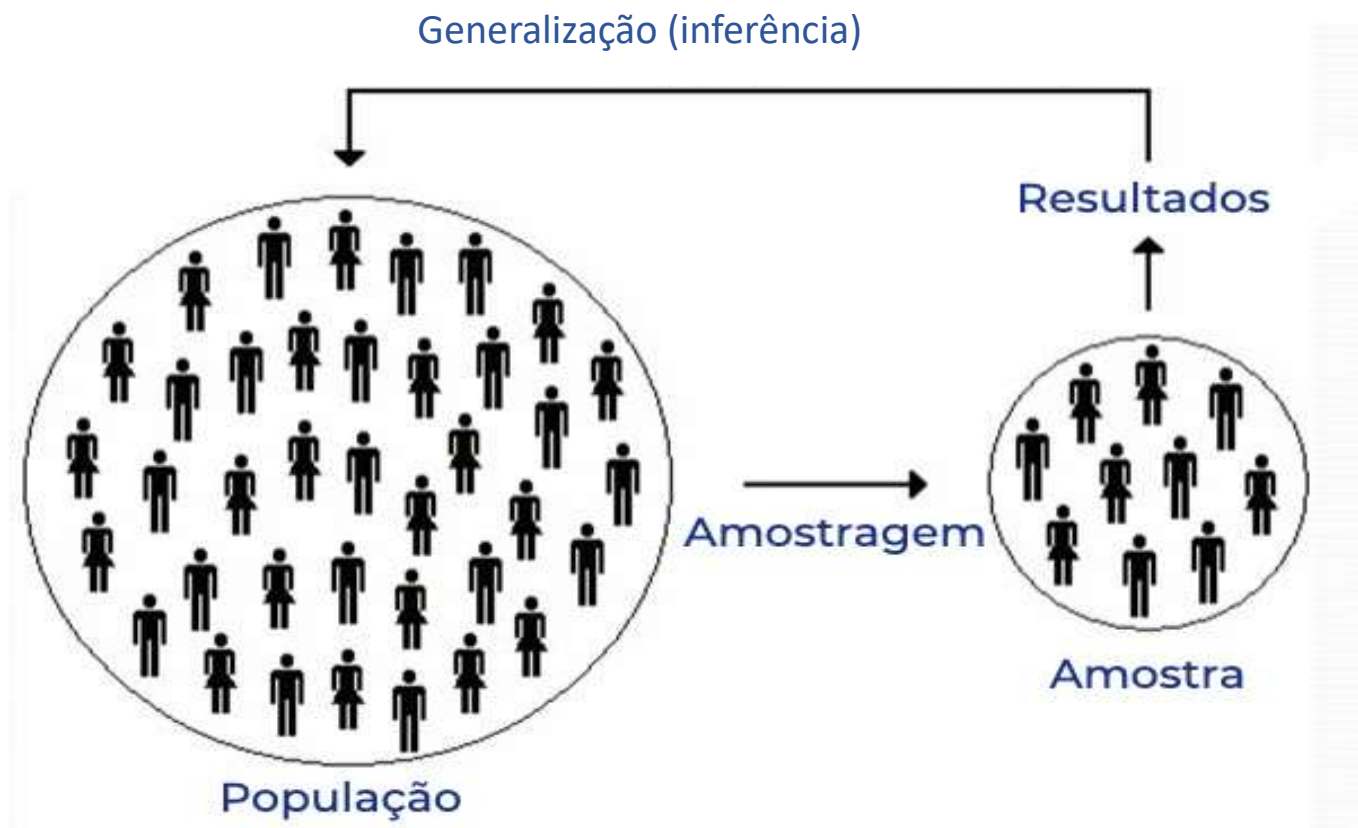 Generalização (inferência)
Resultados
Amostragem
Amostra
População